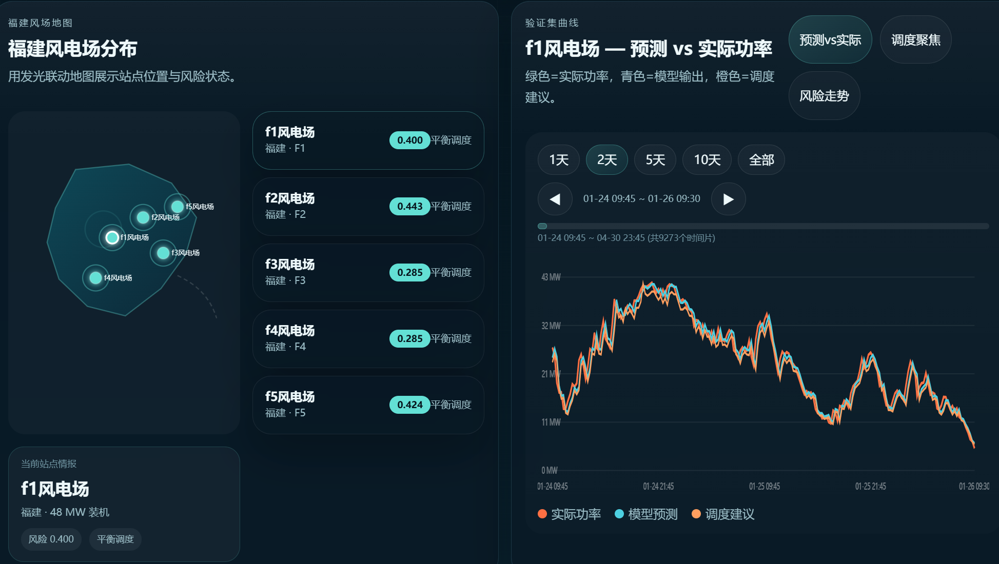 福建风场地图
福建风电场分布
用发光联动地图展示站点位置与风险状态。
f5风电场
f2风电场
f1风电场
f3风电场
f4风电场
f1风电场
福建 · F1
0.400 平衡调度
f2风电场
福建 · F2
0.443 平衡调度
f3风电场
福建 · F3
0.285 平衡调度
f4风电场
福建 · F4
0.285 平衡调度
f5风电场
福建 · F5
0.424 平衡调度
当前站点情报
f1风电场
福建 · 48 MW 装机
风险 0.400 平衡调度
验证集曲线
f1风电场 — 预测 vs 实际功率
绿色=实际功率，青色=模型输出，橙色=调度
建议。
预测vs实际 调度聚焦
风险走势
1天 2天 5天 10天 全部
◀ 01-24 09:45 ~ 01-26 09:30 ▶
01-24 09:45 ~ 04-30 23:45 (共9273个时间片)
43 MW
32 MW
21 MW
11 MW
0 MW
01-24 09:45 01-24 21:45 01-25 09:45 01-25 21:45 01-26 09:30
实际功率 模型预测 调度建议